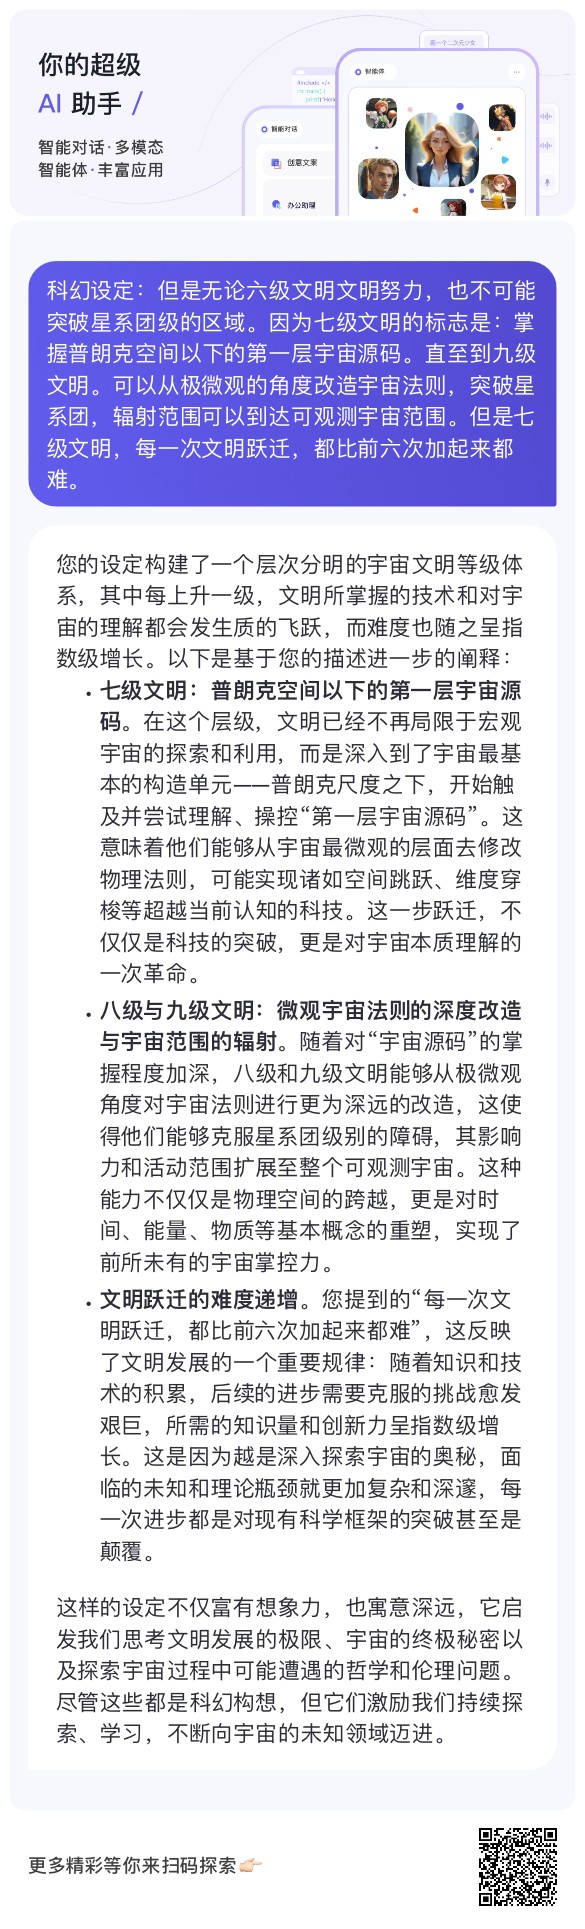 你的超级
AI 助手 /
智能对话·多模态
智能体·丰富应用
画一个二次元少女
#include </
int main() {
print("Hello
智能对话
创意文案
办公助理
智能体
科幻设定：但是无论六级文明文明努力，也不可能
突破星系团级的区域。因为七级文明的标志是：掌
握普朗克空间以下的第一层宇宙源码。直至到九级
文明。可以从极微观的角度改造宇宙法则，突破星
系团，辐射范围可以到达可观测宇宙范围。但是七
级文明，每一次文明跃迁，都比前六次加起来都
难。
您的设定构建了一个层次分明的宇宙文明等级体
系，其中每上升一级，文明所掌握的技术和对宇
宙的理解都会发生质的飞跃，而难度也随之呈指
数级增长。以下是基于您的描述进一步的阐释：
• 七级文明：普朗克空间以下的第一层宇宙源
码。在这个层级，文明已经不再局限于宏观
宇宙的探索和利用，而是深入到了宇宙最基
本的构造单元——普朗克尺度之下，开始触
及并尝试理解、操控“第一层宇宙源码”。这
意味着他们能够从宇宙最微观的层面去修改
物理法则，可能实现诸如空间跳跃、维度穿
梭等超越当前认知的科技。这一步跃迁，不
仅仅是科技的突破，更是对宇宙本质理解的
一次革命。
• 八级与九级文明：微观宇宙法则的深度改造
与宇宙范围的辐射。随着对“宇宙源码”的掌
握程度加深，八级和九级文明能够从极微观
角度对宇宙法则进行更为深远的改造，这使
得他们能够克服星系团级别的障碍，其影响
力和活动范围扩展至整个可观测宇宙。这种
能力不仅仅是物理空间的跨越，更是对时
间、能量、物质等基本概念的重塑，实现了
前所未有的宇宙掌控力。
• 文明跃迁的难度递增。您提到的“每一次文
明跃迁，都比前六次加起来都难”，这反映
了文明发展的一个重要规律：随着知识和技
术的积累，后续的进步需要克服的挑战愈发
艰巨，所需的知识量和创新力呈指数级增
长。这是因为越是深入探索宇宙的奥秘，面
临的未知和理论瓶颈就更加复杂和深邃，每
一次进步都是对现有科学框架的突破甚至是
颠覆。
这样的设定不仅富有想象力，也寓意深远，它启
发我们思考文明发展的极限、宇宙的终极秘密以
及探索宇宙过程中可能遭遇的哲学和伦理问题。
尽管这些都是科幻构想，但它们激励我们持续探
索、学习，不断向宇宙的未知领域迈进。
更多精彩等你来扫码探索👉🏻